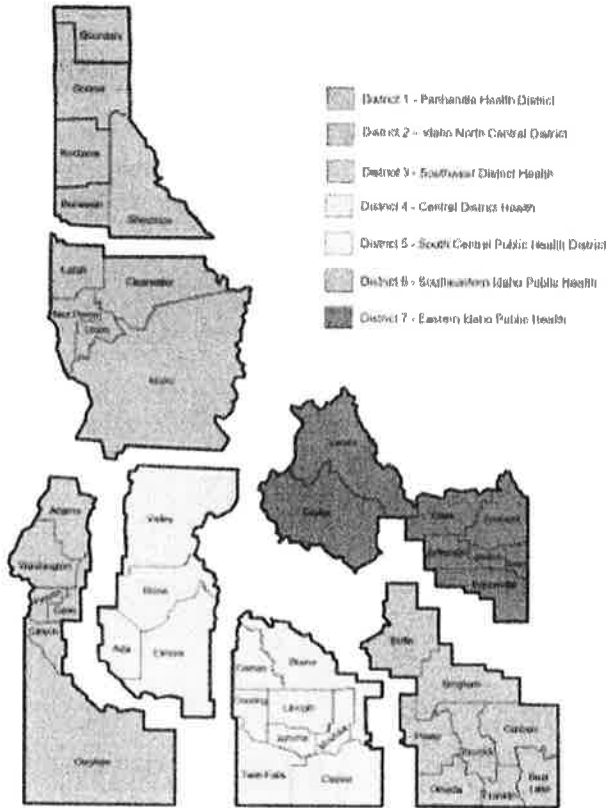 Boundary
Bonner
Kootenai
Benewah
Shoshone
District 1 - Panhandle Health District
District 2 - Idaho North Central District
District 3 - Southwest District Health
District 4 - Central District Health
District 5 - South Central Public Health District
District 6 - Southeastern Idaho Public Health
District 7 - Eastern Idaho Public Health
Latah
Clearwater
Nez Perce
Lewis
Idaho
Adams
Washington
Payette
Gem
Canyon
Owyhee
Valley
Boise
Ada
Elmore
Lemhi
Custer
Clark
Fremont
Jefferson
Madison
Bonneville
Camas
Blaine
Gooding
Lincoln
Jerome
Minidoka
Twin Falls
Cassia
Butte
Bingham
Power
Bannock
Caribou
Oneida
Franklin
Bear
Lake